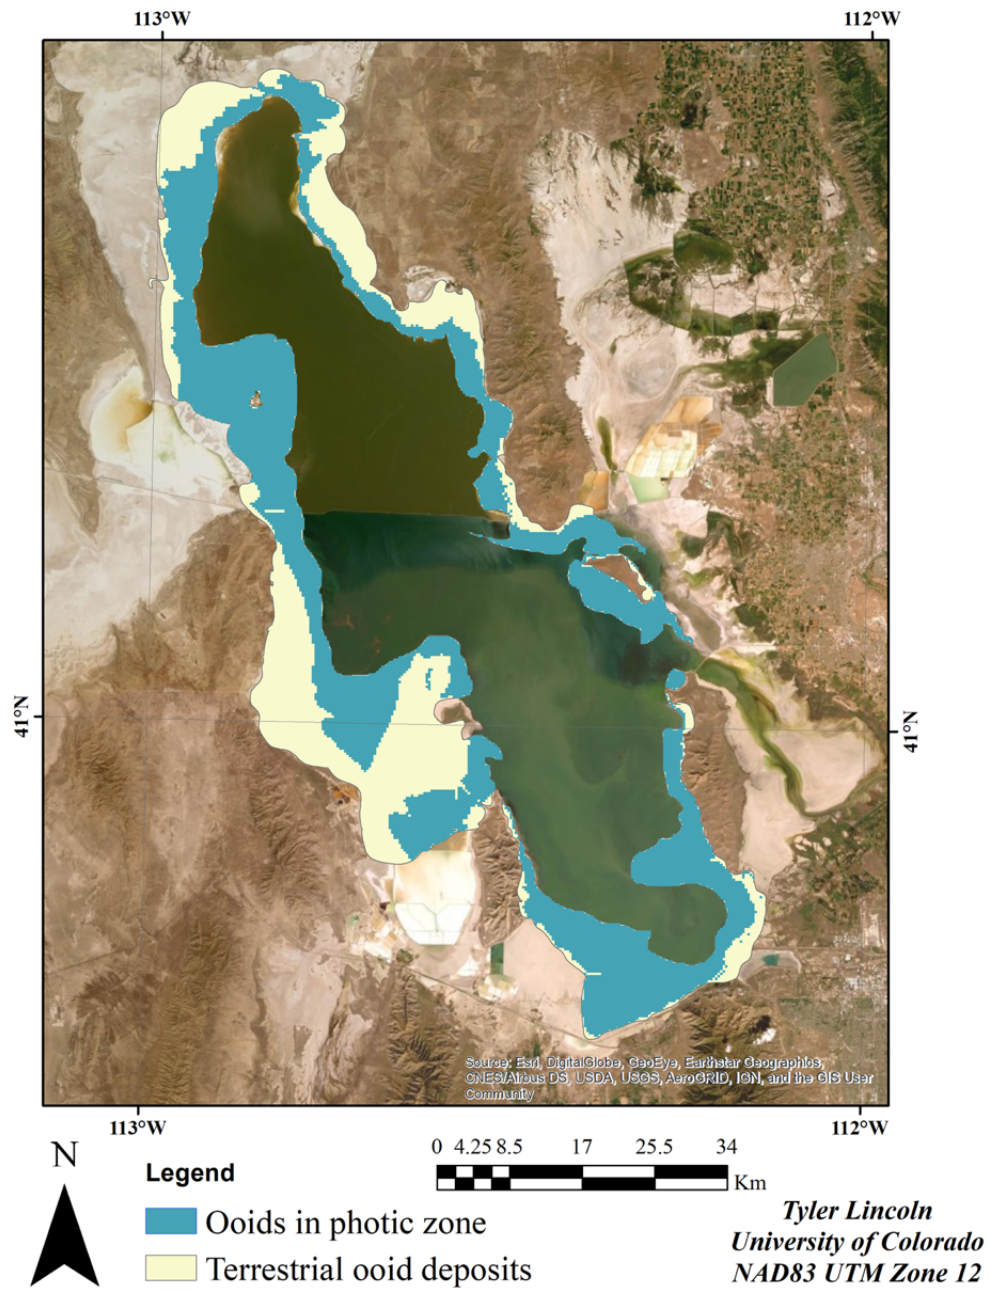 113°W 112°W
41°N 41°N
Source: Esri, DigitalGlobe, GeoEye, Earthstar Geographics,
CNES/Airbus DS, USDA, USGS, AeroGRID, IGN, and the GIS User
Community
113°W 112°W
N
0 4.25 8.5 17 25.5 34
Km
Legend
Ooids in photic zone
Terrestrial ooid deposits
Tyler Lincoln
University of Colorado
NAD83 UTM Zone 12